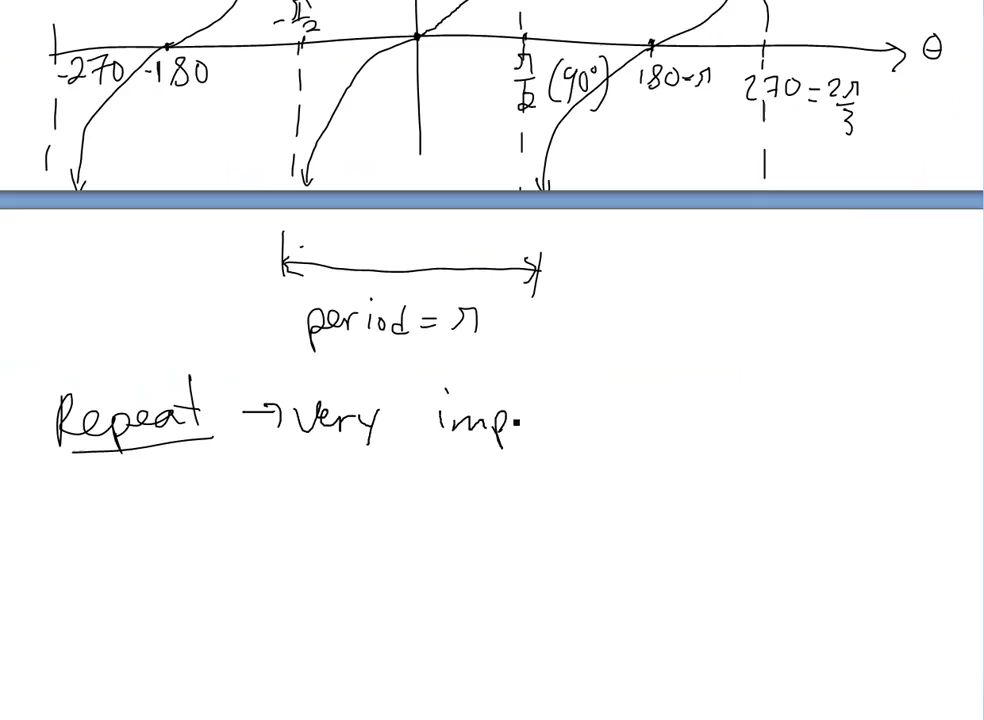 -π/2
θ
-270 -180 π/2 (90°) 180=π 270=2π/3
period = π
Repeat → very imp.